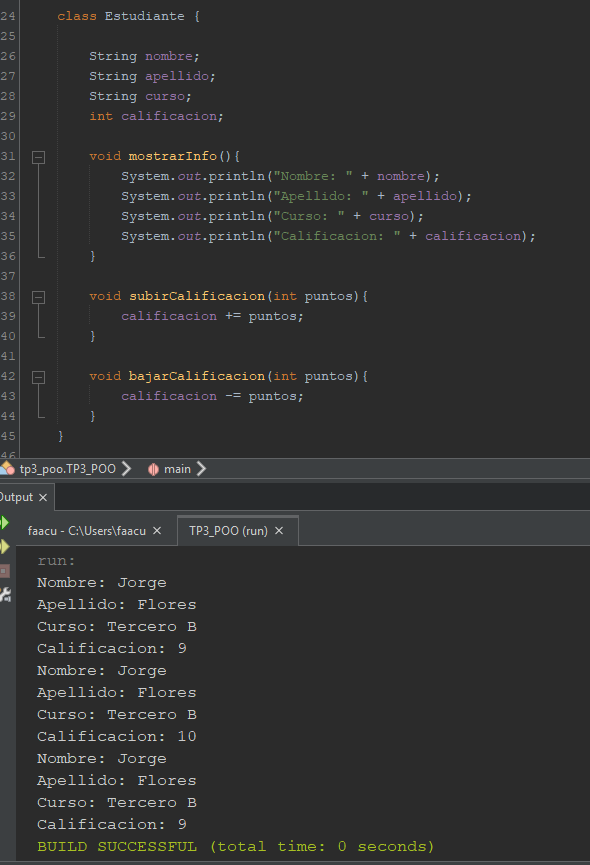 24 class Estudiante {
25
26 String nombre;
27 String apellido;
28 String curso;
29 int calificacion;
30
31 void mostrarInfo(){
32 System.out.println("Nombre: " + nombre);
33 System.out.println("Apellido: " + apellido);
34 System.out.println("Curso: " + curso);
35 System.out.println("Calificacion: " + calificacion);
36 }
37
38 void subirCalificacion(int puntos){
39 calificacion += puntos;
40 }
41
42 void bajarCalificacion(int puntos){
43 calificacion -= puntos;
44 }
45 }
46
tp3_poo.TP3_POO > main >
Output ×
faacu - C:\Users\faacu × TP3_POO (run) ×
run:
Nombre: Jorge
Apellido: Flores
Curso: Tercero B
Calificacion: 9
Nombre: Jorge
Apellido: Flores
Curso: Tercero B
Calificacion: 10
Nombre: Jorge
Apellido: Flores
Curso: Tercero B
Calificacion: 9
BUILD SUCCESSFUL (total time: 0 seconds)